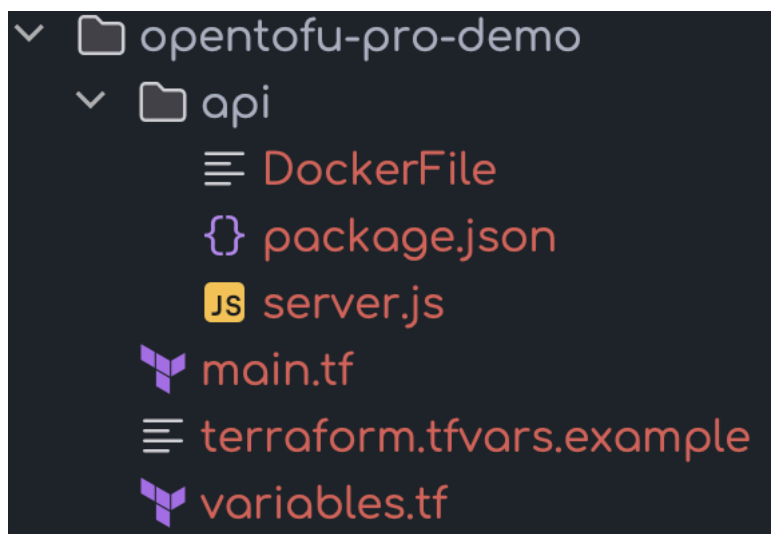 opentofu-pro-demo
api
DockerFile
{} package.json
JS server.js
main.tf
terraform.tfvars.example
variables.tf